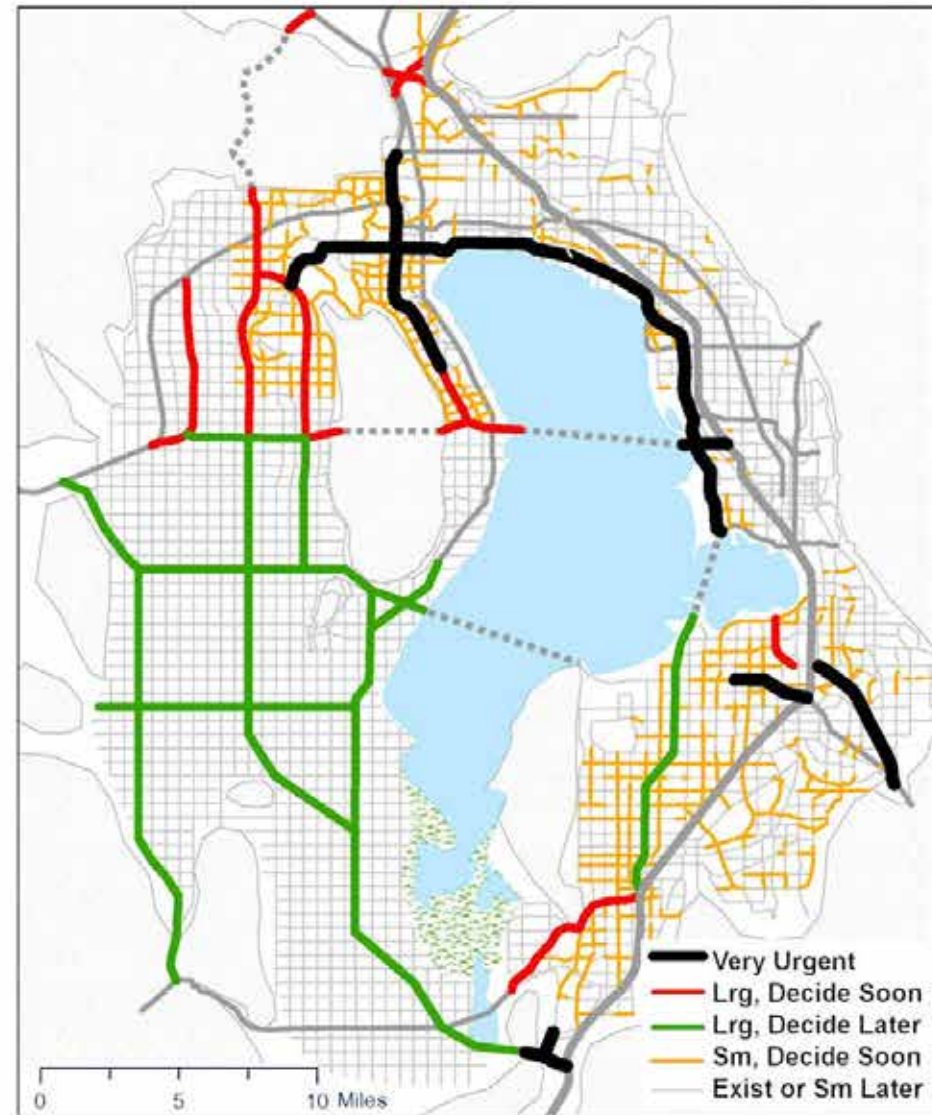 Very Urgent
Lrg, Decide Soon
Lrg, Decide Later
Sm, Decide Soon
Exist or Sm Later
0 5 10 Miles